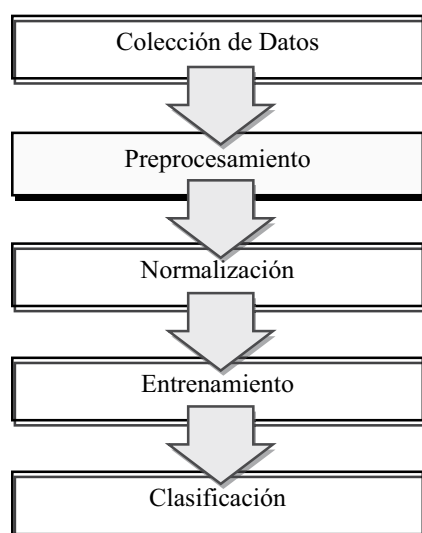 Colección de Datos
Preprocesamiento
Normalización
Entrenamiento
Clasificación